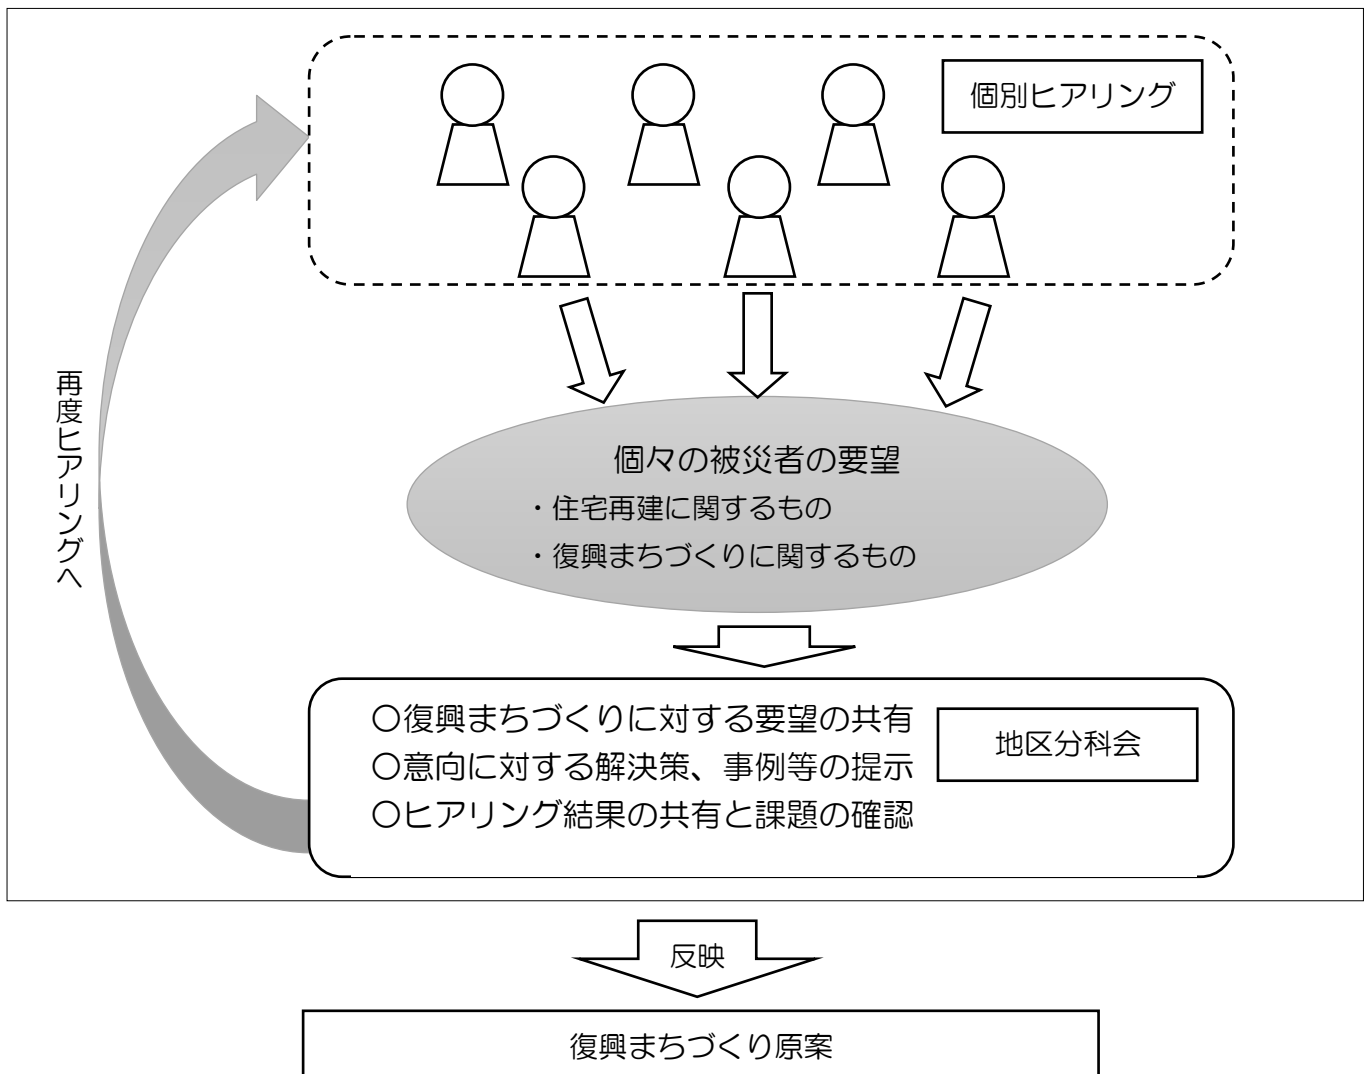 個別ヒアリング
再度ヒアリングへ
個々の被災者の要望
・住宅再建に関するもの
・復興まちづくりに関するもの
〇復興まちづくりに対する要望の共有
〇意向に対する解決策、事例等の提示
〇ヒアリング結果の共有と課題の確認
地区分科会
反映
復興まちづくり原案